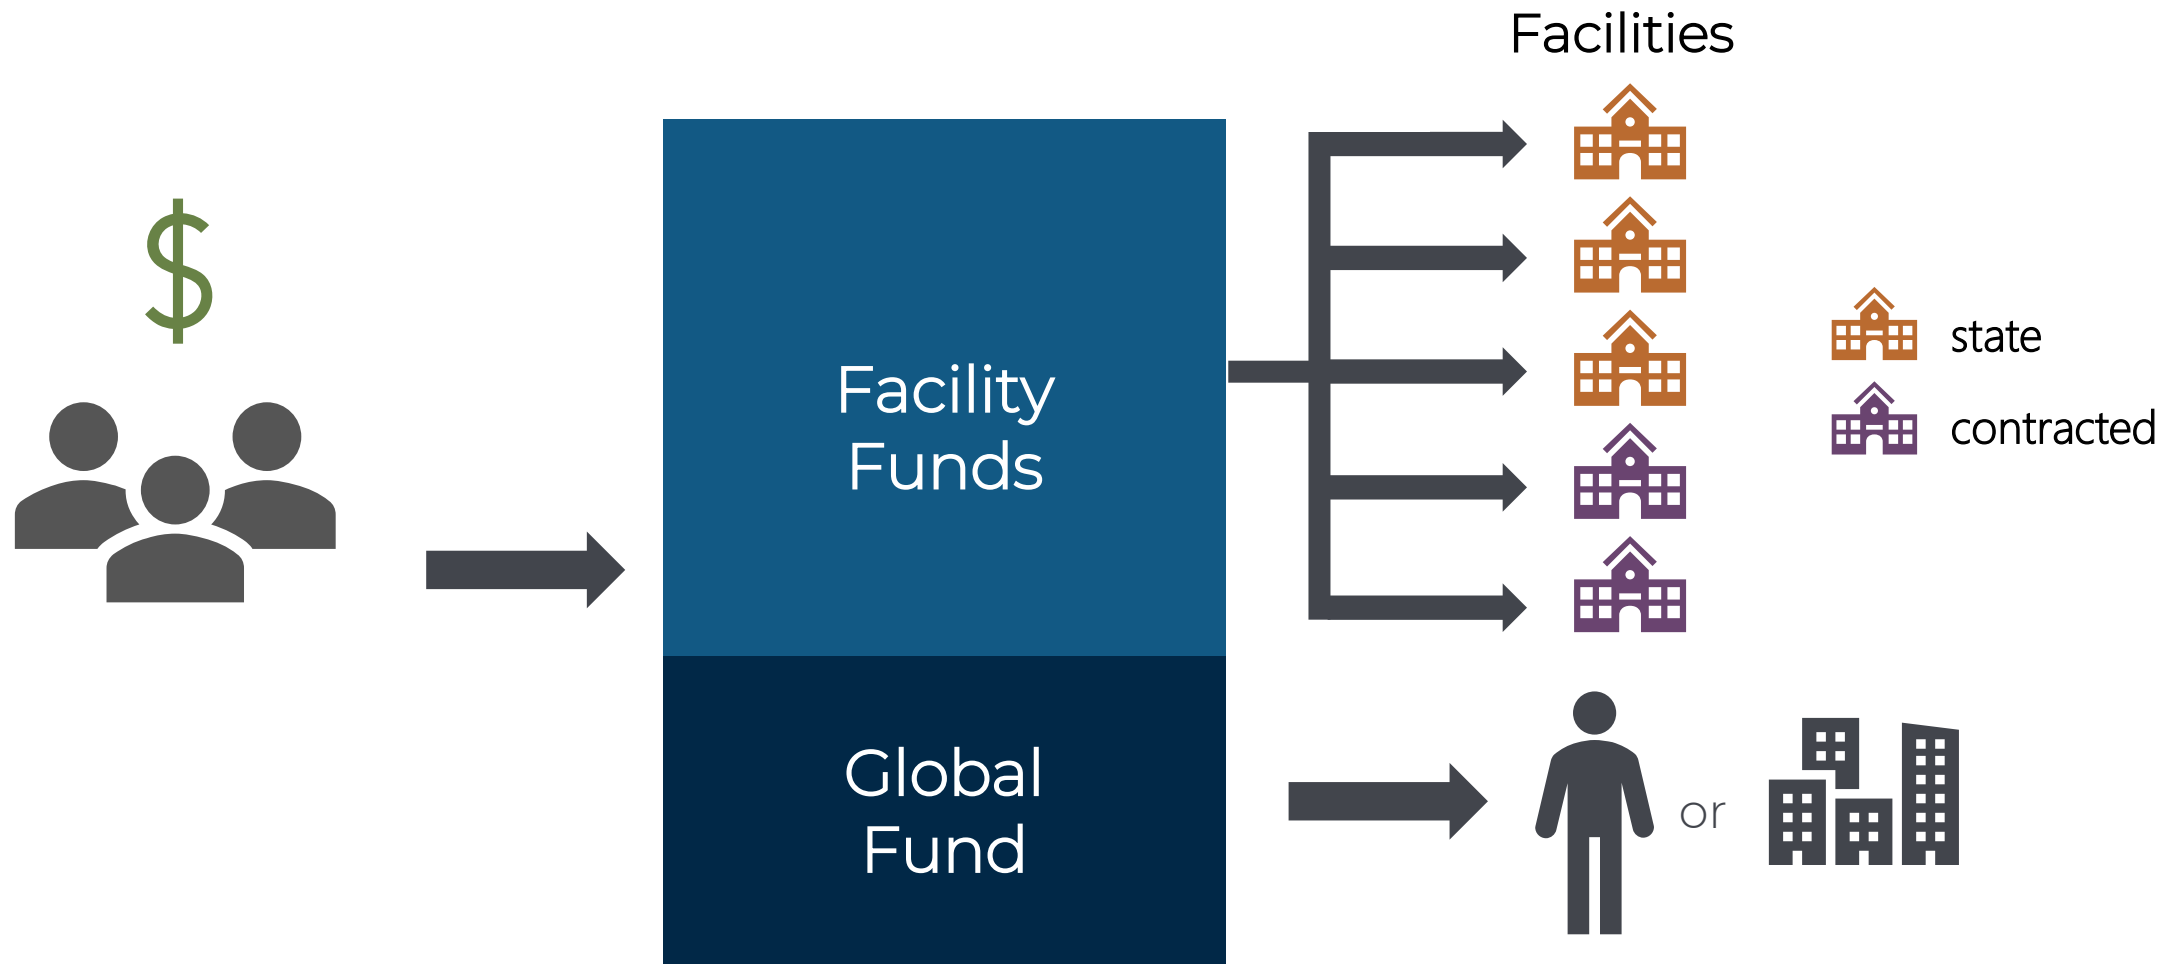 Facilities
$
Facility
Funds
state
contracted
Global
Fund
or